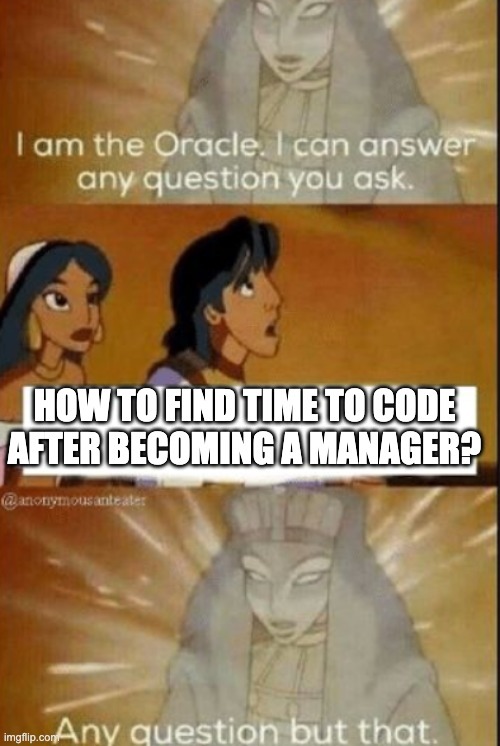 I am the Oracle. I can answer
any question you ask.
HOW TO FIND TIME TO CODE
AFTER BECOMING A MANAGER?
@anonymousanteater
Any question but that.
imgflip.com